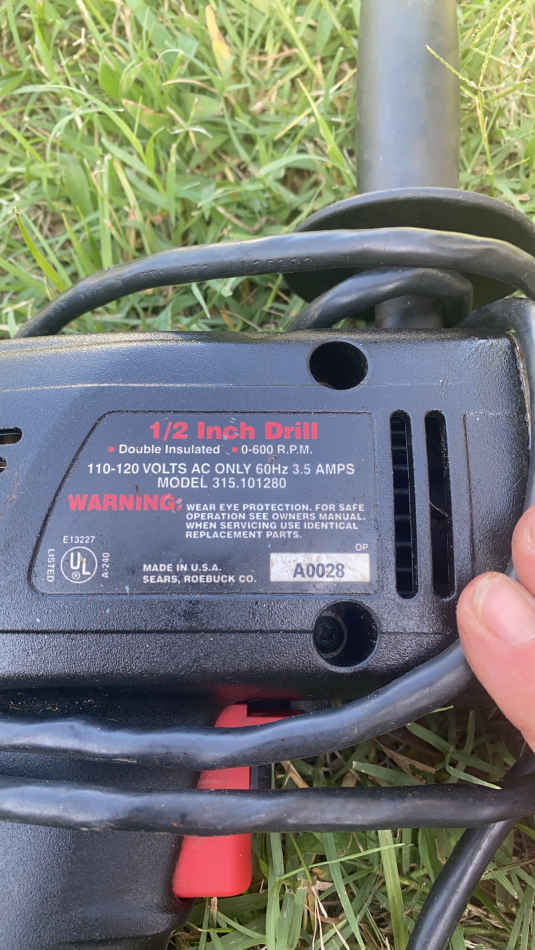 1/2 Inch Drill
▪ Double Insulated ▪ 0-600 R.P.M.
110-120 VOLTS AC ONLY 60Hz 3.5 AMPS
MODEL 315.101280
WARNING: WEAR EYE PROTECTION. FOR SAFE
OPERATION SEE OWNERS MANUAL.
WHEN SERVICING USE IDENTICAL
REPLACEMENT PARTS.
E13227
LISTED
UL
®
A-240
MADE IN U.S.A.
SEARS, ROEBUCK CO.
OP
A0028